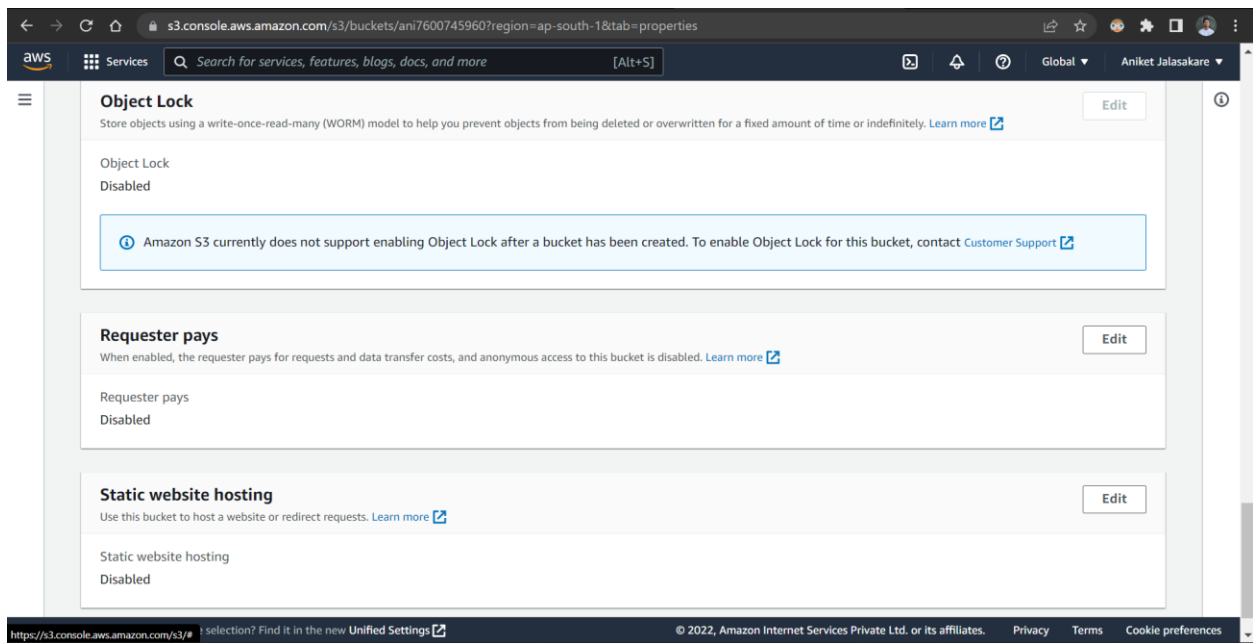 s3.console.aws.amazon.com/s3/buckets/ani7600745960?region=ap-south-1&tab=properties
aws
Services
Search for services, features, blogs, docs, and more
[Alt+S]
Global
Aniket Jalasakare
Object Lock
Edit
Store objects using a write-once-read-many (WORM) model to help you prevent objects from being deleted or overwritten for a fixed amount of time or indefinitely. Learn more
Object Lock
Disabled
Amazon S3 currently does not support enabling Object Lock after a bucket has been created. To enable Object Lock for this bucket, contact Customer Support
Requester pays
Edit
When enabled, the requester pays for requests and data transfer costs, and anonymous access to this bucket is disabled. Learn more
Requester pays
Disabled
Static website hosting
Edit
Use this bucket to host a website or redirect requests. Learn more
Static website hosting
Disabled
https://s3.console.aws.amazon.com/s3/#
selection? Find it in the new Unified Settings
© 2022, Amazon Internet Services Private Ltd. or its affiliates.
Privacy
Terms
Cookie preferences